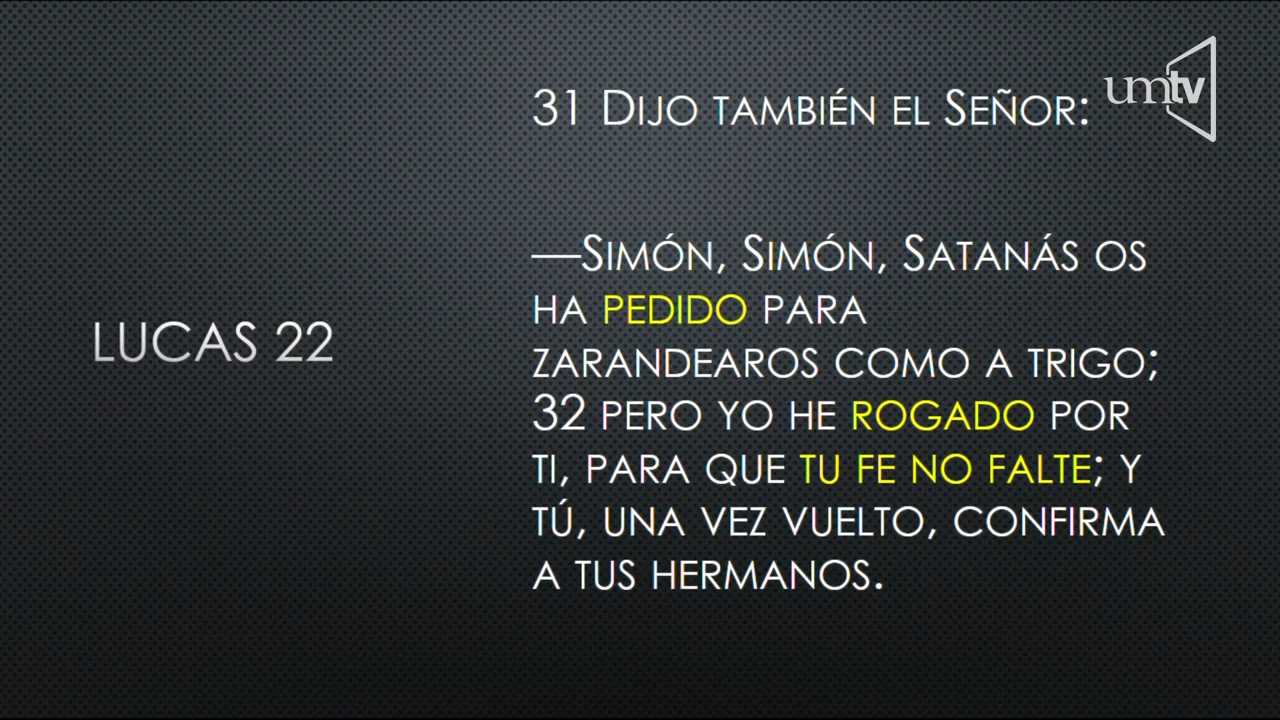 umtv
31 Dijo también el Señor:
LUCAS 22
—Simón, Simón, Satanás os
ha pedido para
zarandearos como a trigo;
32 pero yo he rogado por
ti, para que tu fe no falte; y
tú, una vez vuelto, confirma
a tus hermanos.